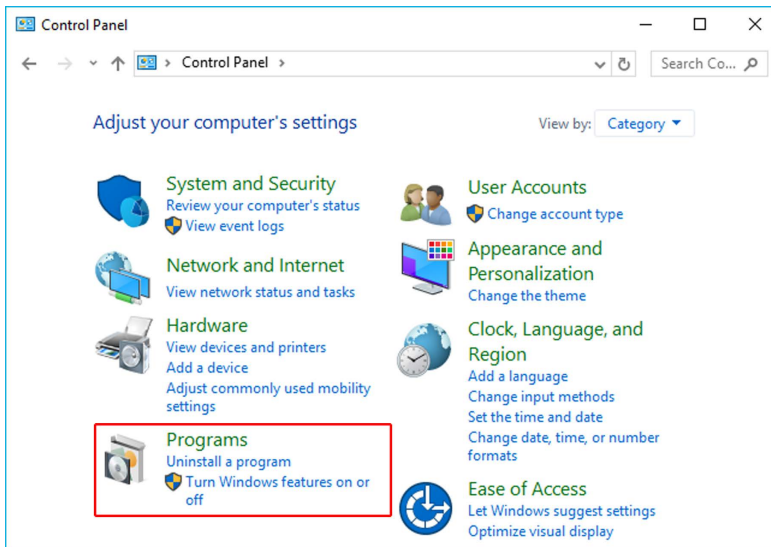 Control Panel
Control Panel
Search Co...
Adjust your computer's settings
View by: Category
System and Security
Review your computer's status
View event logs
Network and Internet
View network status and tasks
Hardware
View devices and printers
Add a device
Adjust commonly used mobility
settings
Programs
Uninstall a program
Turn Windows features on or
off
User Accounts
Change account type
Appearance and
Personalization
Change the theme
Clock, Language, and
Region
Add a language
Change input methods
Set the time and date
Change date, time, or number
formats
Ease of Access
Let Windows suggest settings
Optimize visual display